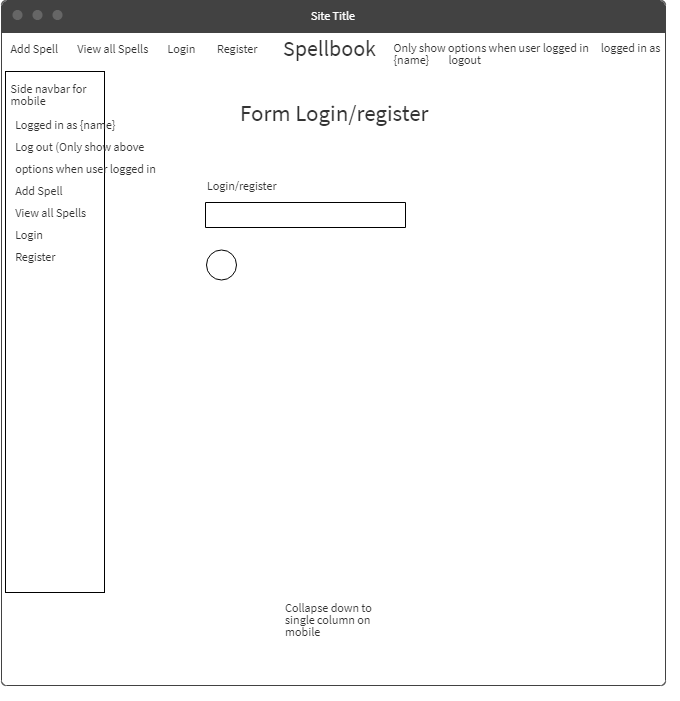 Site Title
Add Spell
View all Spells
Login
Register
Spellbook
Only show options when user logged in logged in as
{name} logout
Side navbar for
mobile
Logged in as {name}
Log out (Only show above
options when user logged in
Add Spell
View all Spells
Login
Register
Form Login/register
Login/register
Collapse down to
single column on
mobile